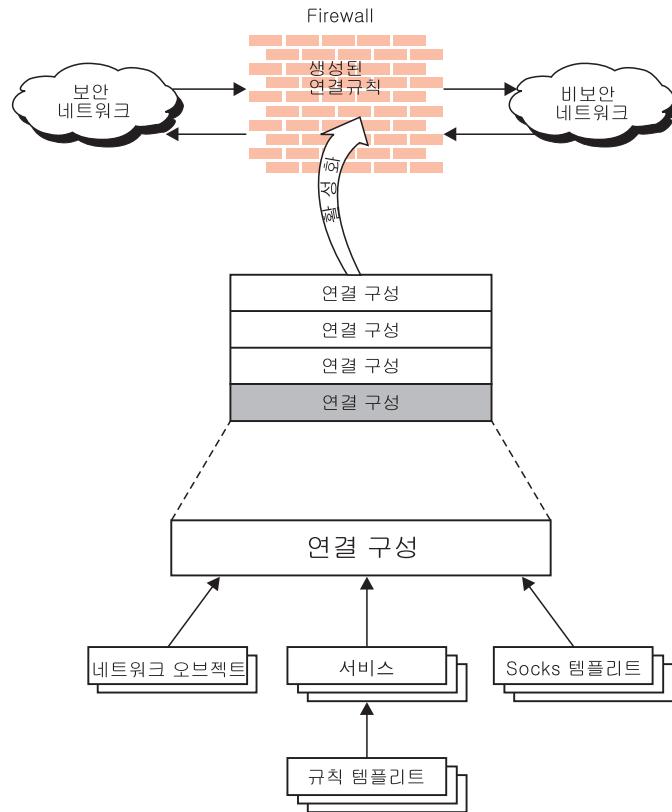 Firewall
생성된
연결규칙
보안
네트워크
비보안
네트워크
활성화
연결 구성
연결 구성
연결 구성
연결 구성
연결 구성
네트워크 오브젝트
서비스
Socks 템플리트
규칙 템플리트